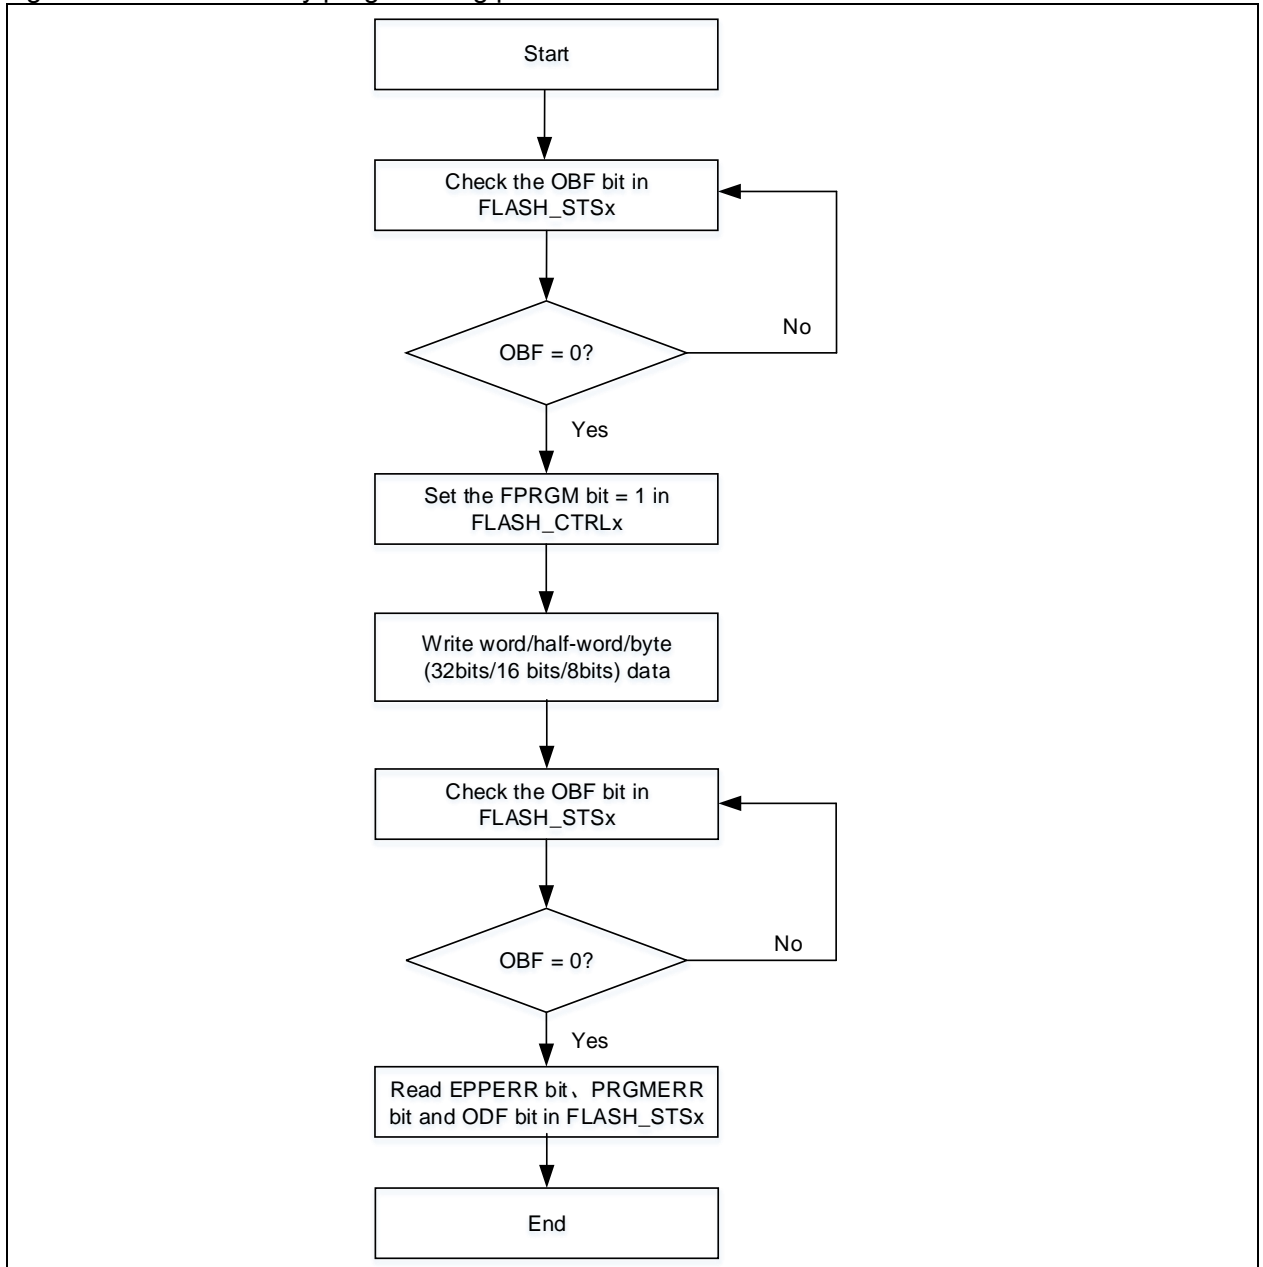 Start
Check the OBF bit in
FLASH_STSx
OBF = 0?
No
Yes
Set the FPRGM bit = 1 in
FLASH_CTRLx
Write word/half-word/byte
(32bits/16 bits/8bits) data
Check the OBF bit in
FLASH_STSx
OBF = 0?
No
Yes
Read EPPERR bit、PRGMERR
bit and ODF bit in FLASH_STSx
End